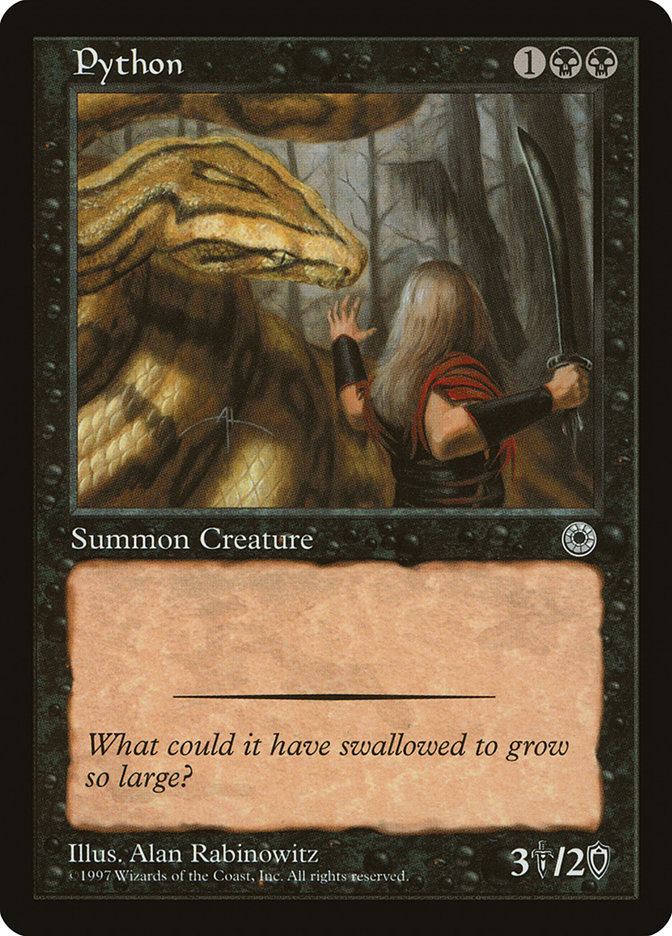 Python 1
Summon Creature
What could it have swallowed to grow
so large?
Illus. Alan Rabinowitz
©1997 Wizards of the Coast, Inc. All rights reserved.
3/2